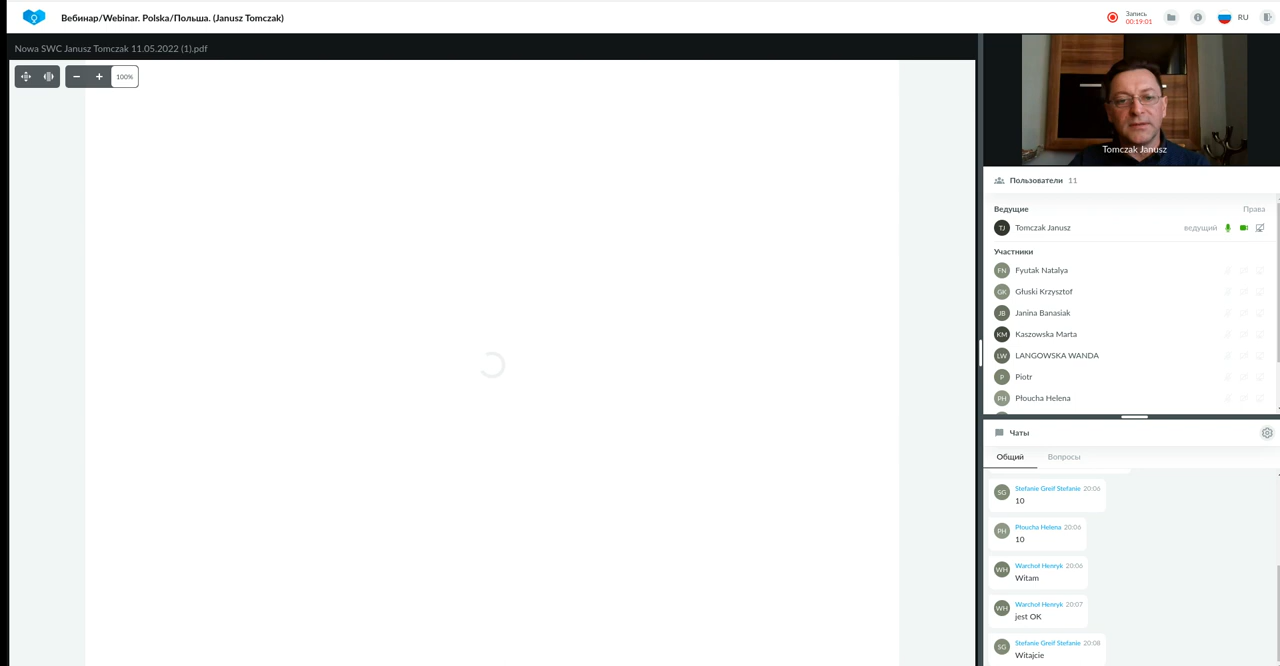 Вебинар/Webinar. Polska/Польша. (Janusz Tomczak)
Запись
00:19:01
RU
Nowa SWC Janusz Tomczak 11.05.2022 (1).pdf
100%
Tomczak Janusz
Пользователи 11
Ведущие Права
TJ Tomczak Janusz ведущий
Участники
FN Fyutak Natalya
GK Głuski Krzysztof
JB Janina Banasiak
KM Kaszowska Marta
LW LANGOWSKA WANDA
P Piotr
PH Płoucha Helena
Чаты
Общий Вопросы
SG Stefanie Greif Stefanie 20:06
10
PH Płoucha Helena 20:06
10
WH Warchoł Henryk 20:06
Witam
WH Warchoł Henryk 20:07
jest OK
SG Stefanie Greif Stefanie 20:08
Witajcie